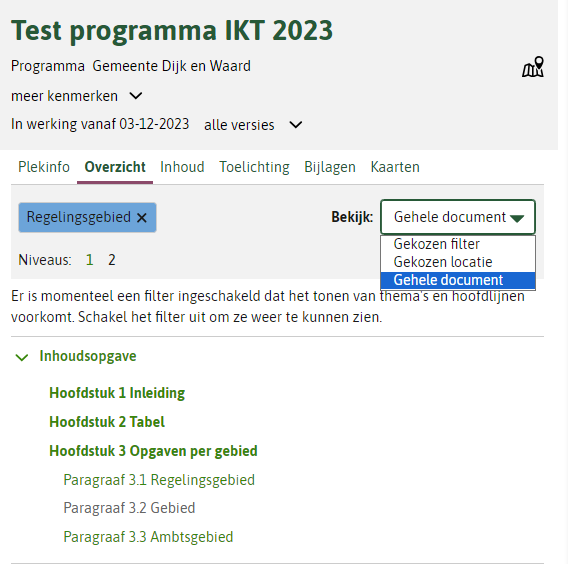 Test programma IKT 2023
Programma Gemeente Dijk en Waard
meer kenmerken
In werking vanaf 03-12-2023 alle versies
Plekinfo Overzicht Inhoud Toelichting Bijlagen Kaarten
Regelingsgebied × Bekijk: Gehele document
Gekozen filter
Gekozen locatie
Gehele document
Niveaus: 1 2
Er is momenteel een filter ingeschakeld dat het tonen van thema's en hoofdlijnen
voorkomt. Schakel het filter uit om ze weer te kunnen zien.
Inhoudsopgave
Hoofdstuk 1 Inleiding
Hoofdstuk 2 Tabel
Hoofdstuk 3 Opgaven per gebied
Paragraaf 3.1 Regelingsgebied
Paragraaf 3.2 Gebied
Paragraaf 3.3 Ambtsgebied